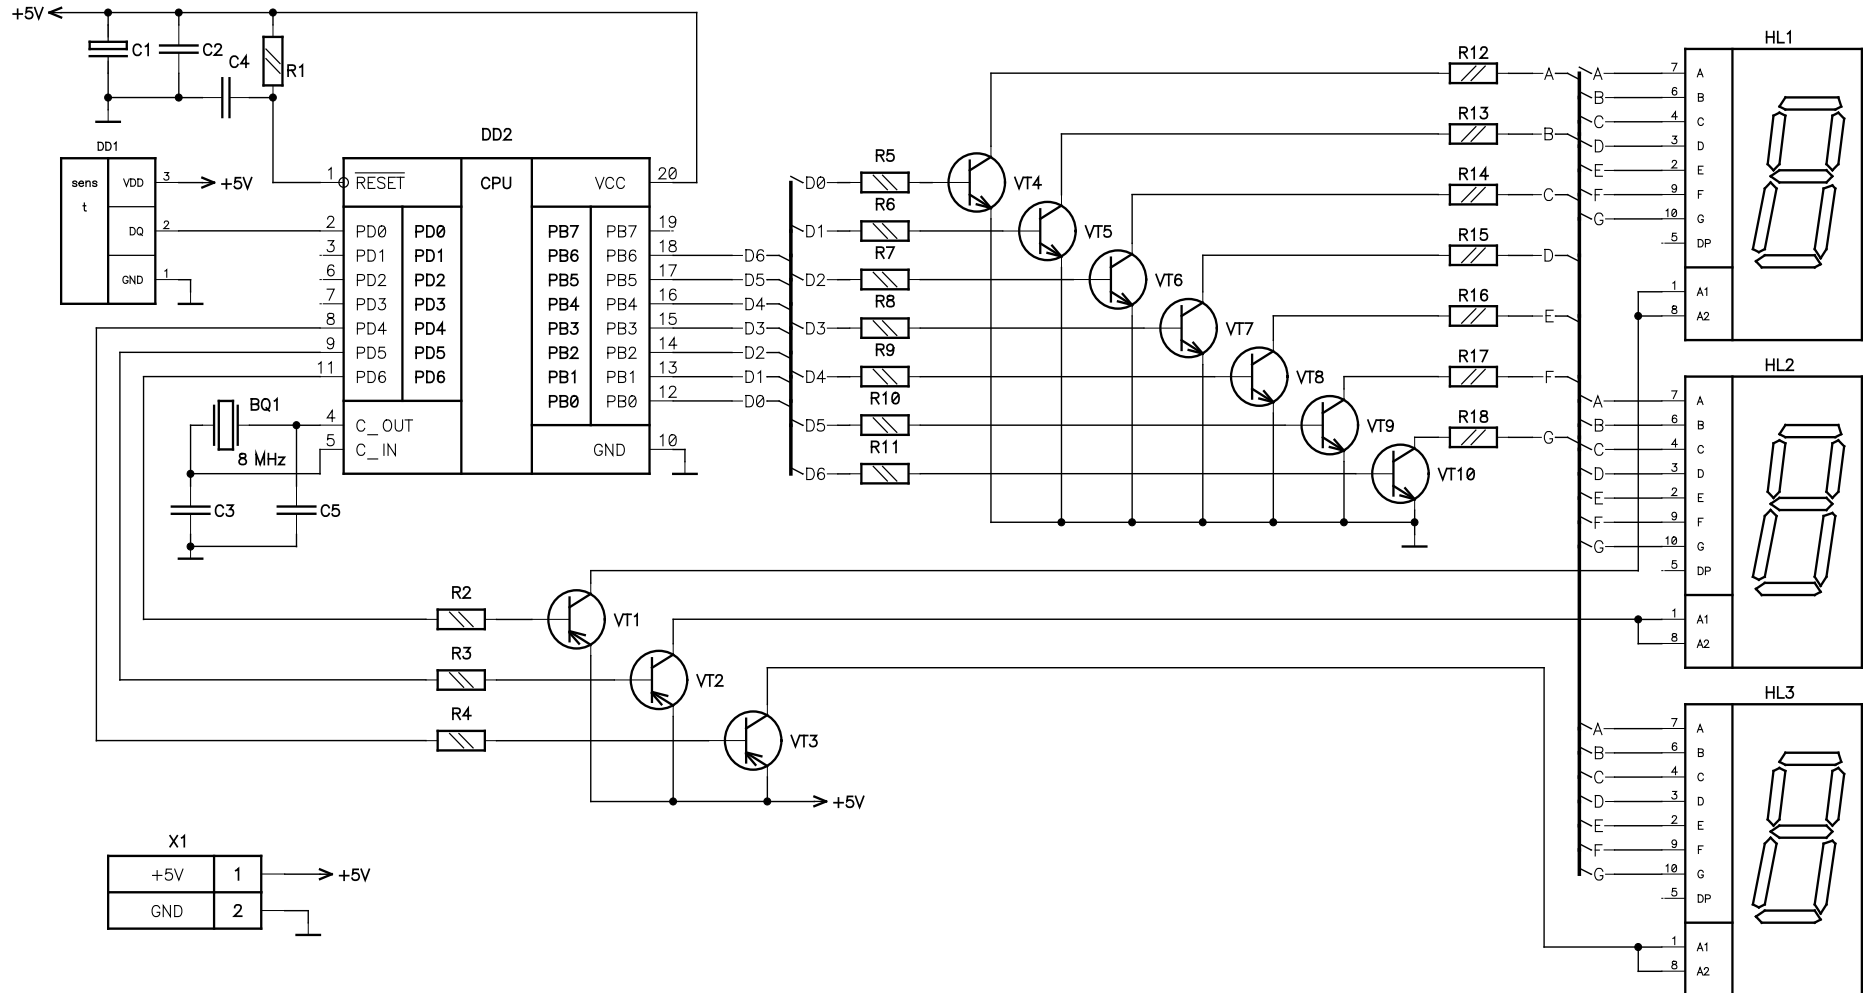 +5V
C1
C2
C4
R1
DD1
sens
t
VDD
3
+5V
DQ
2
GND
1
DD2
CPU
1
RESET
VCC
20
2
PD0
PD0
PB7
PB7
19
3
PD1
PD1
PB6
PB6
18
D6
6
PD2
PD2
PB5
PB5
17
D5
7
PD3
PD3
PB4
PB4
16
D4
8
PD4
PD4
PB3
PB3
15
D3
9
PD5
PD5
PB2
PB2
14
D2
11
PD6
PD6
PB1
PB1
13
D1
PB0
PB0
12
D0
4
C_OUT
5
C_IN
GND
10
BQ1
8 MHz
C3
C5
D0
R5
VT4
D1
R6
VT5
D2
R7
VT6
D3
R8
VT7
D4
R9
VT8
D5
R10
VT9
D6
R11
VT10
R12
A
R13
B
R14
C
R15
D
R16
E
R17
F
R18
G
HL1
A
7
A
B
6
B
C
4
C
D
3
D
E
2
E
F
9
F
G
10
G
5
DP
1
A1
8
A2
HL2
A
7
A
B
6
B
C
4
C
D
3
D
E
2
E
F
9
F
G
10
G
5
DP
1
A1
8
A2
HL3
A
7
A
B
6
B
C
4
C
D
3
D
E
2
E
F
9
F
G
10
G
5
DP
1
A1
8
A2
R2
VT1
R3
VT2
R4
VT3
+5V
X1
+5V
1
+5V
GND
2